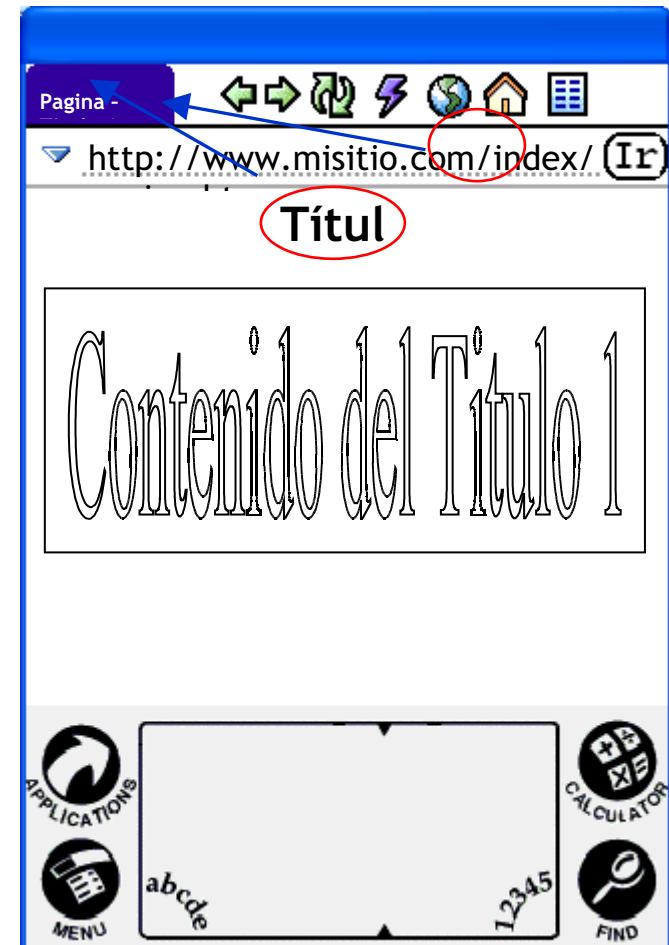 Pagina -
http://www.misitio.com/index/
Ir
Títul
Contenido del Titulo 1
APPLICATIONS
CALCULATOR
abcde
12345
MENU
FIND